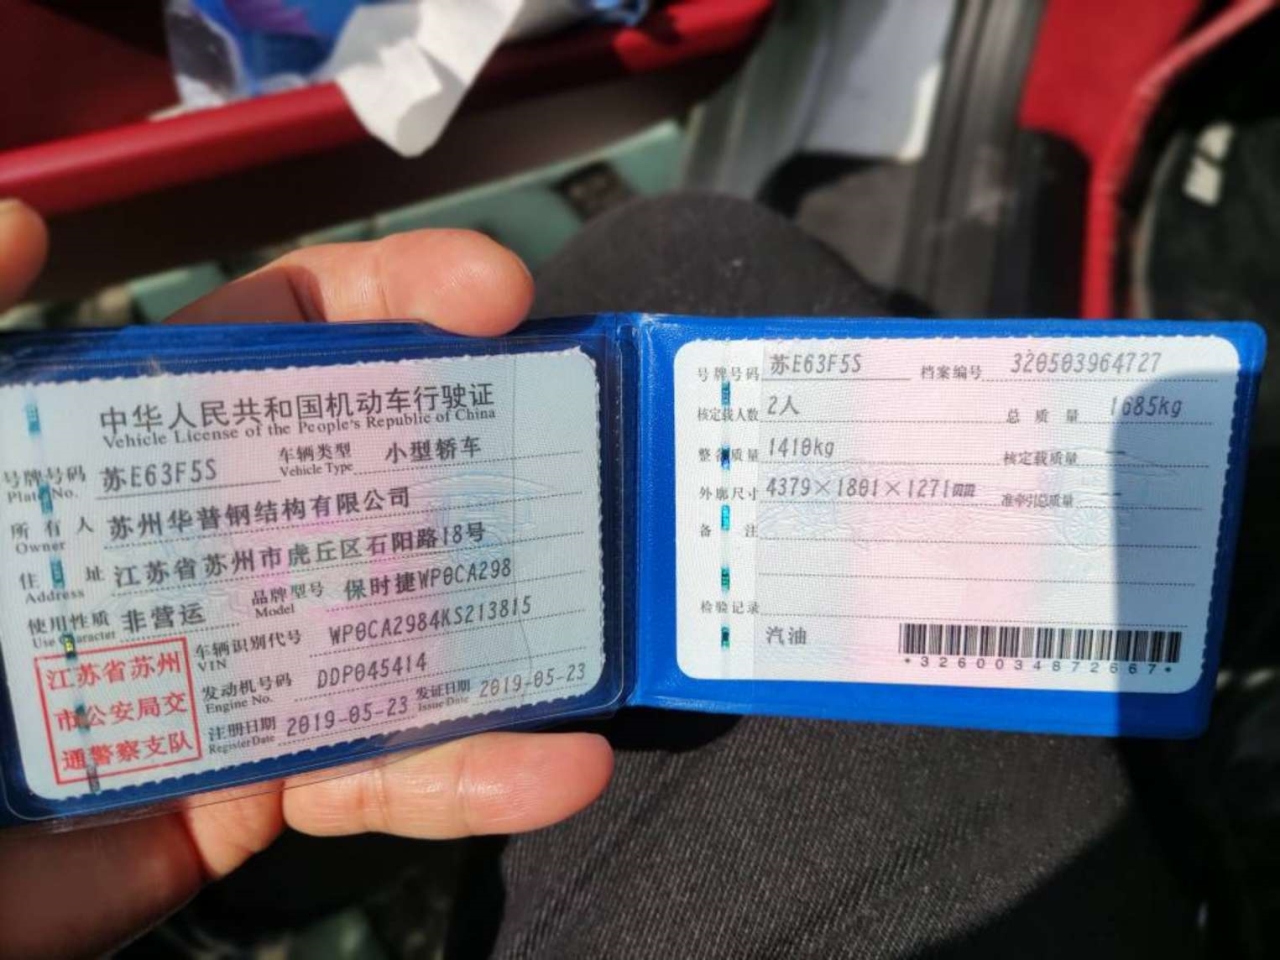 中华人民共和国机动车行驶证
Vehicle License of the People's Republic of China
号牌号码 苏E63F5S 车辆类型 小型轿车
Plate No. Vehicle Type
所有人 苏州华普钢结构有限公司
Owner
住址 江苏省苏州市虎丘区石阳路18号
Address
使用性质 非营运 品牌型号 保时捷WP0CA298
Use Character Model
江苏省苏州
市公安局交
通警察支队
车辆识别代号 WP0CA2984KS213815
VIN
发动机号码 DDP045414
Engine No.
注册日期 2019-05-23 发证日期 2019-05-23
Register Date Issue Date
号牌号码 苏E63F5S 档案编号 320503964727
核定载人数 2人 总质量 1685kg
整备质量 1410kg 核定载质量 --
外廓尺寸 4379×1801×1271mm 准牵引总质量 --
备注
检验记录
汽油
*3260034872667*